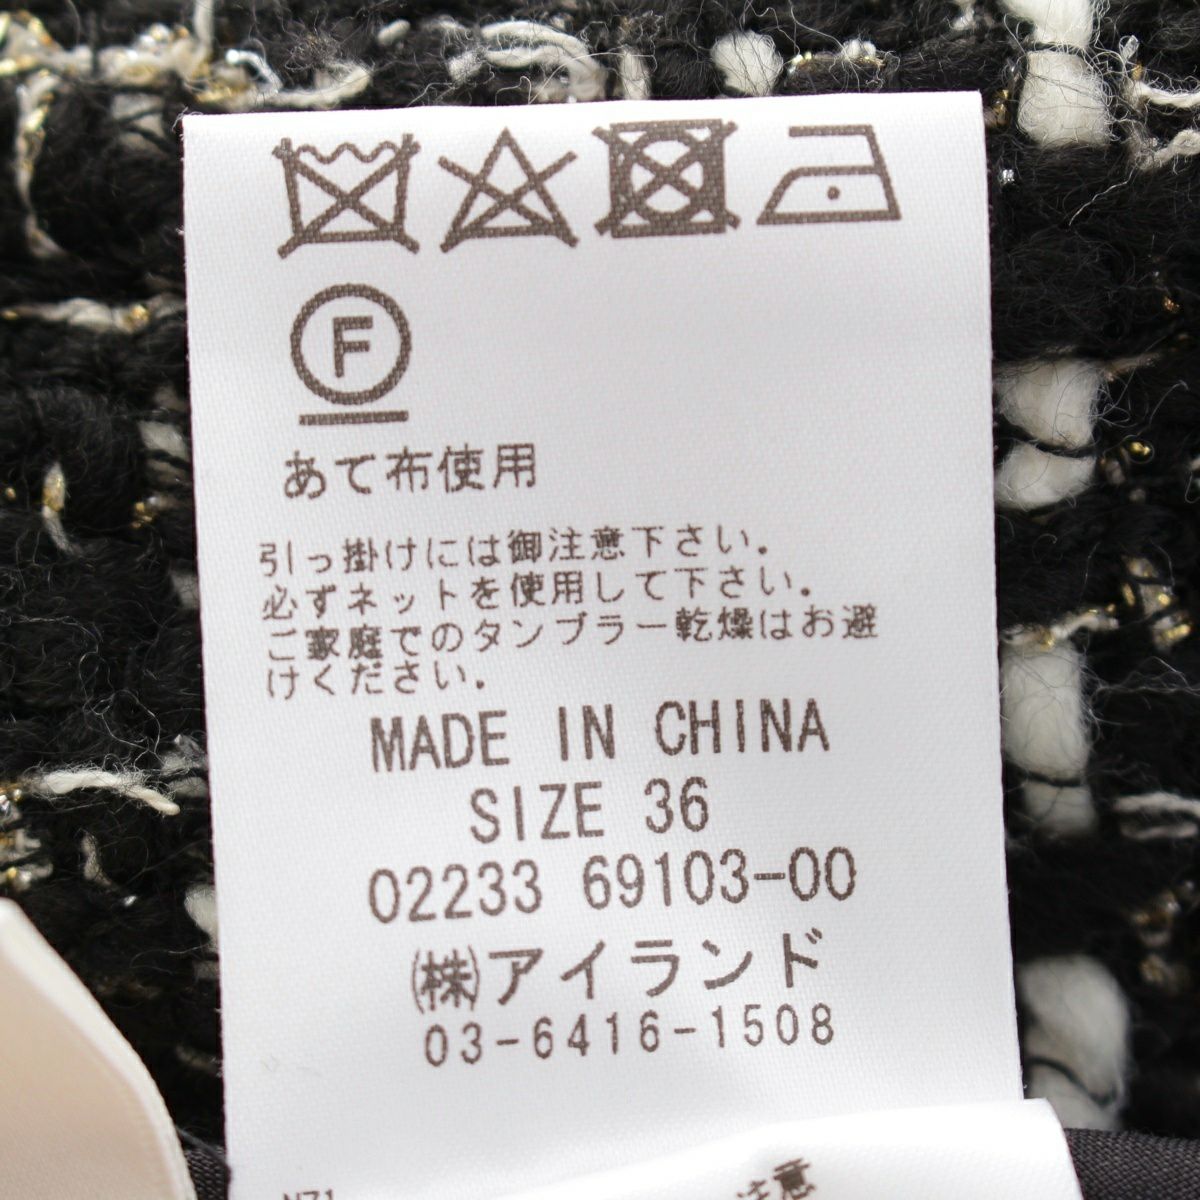 F
あて布使用
引っ掛けには御注意下さい.
必ずネットを使用して下さい.
ご家庭でのタンブラー乾燥はお避
けください.
MADE IN CHINA
SIZE 36
02233 69103-00
㈱アイランド
03-6416-1508
注意